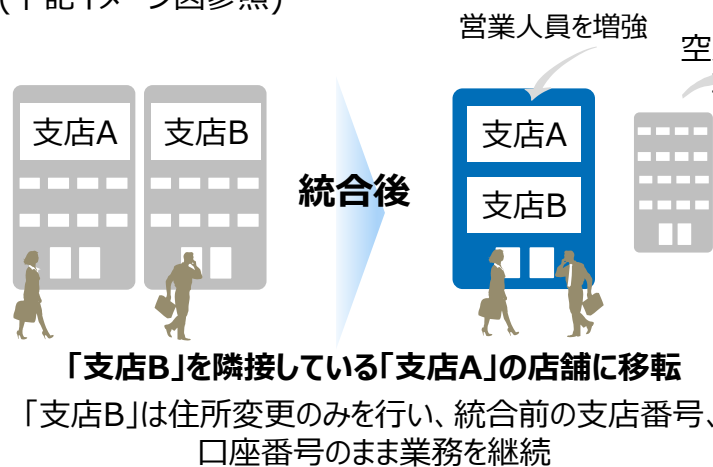 (下記イメージ図参照)
営業人員を増強
空
支店A
支店B
統合後
支店A
支店B
「支店B」を隣接している「支店A」の店舗に移転
「支店B」は住所変更のみを行い、統合前の支店番号、
口座番号のまま業務を継続